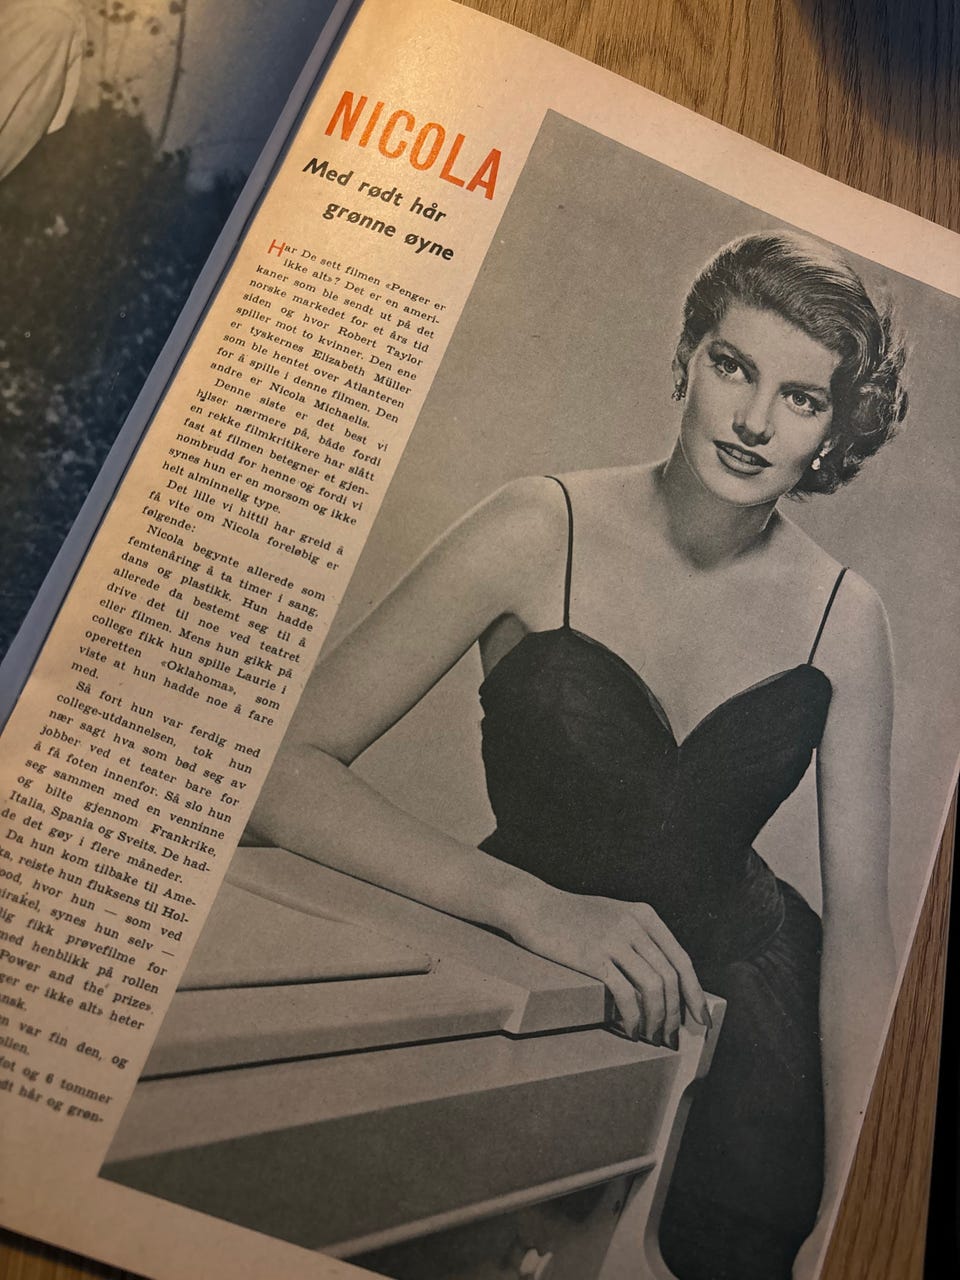 NICOLA
Med rødt hår
grønne øyne
Har De sett filmen «Penger er
ikke alt»? Det er en ameri-
kaner som ble sendt ut på det
norske markedet for et års tid
siden og hvor Robert Taylor
spiller mot to kvinner. Den ene
er tyskernes Elizabeth Müller
som ble hentet over Atlanteren
for å spille i denne filmen. Den
andre er Nicola Michaelis.
Denne siste er det best vi
hilser nærmere på, både fordi
en rekke filmkritikere har slått
fast at filmen betegner et gjen-
nombrudd for henne og fordi vi
synes hun er en morsom og ikke
helt alminnelig type.
Det lille vi hittil har greid å
få vite om Nicola foreløbig er
følgende:
Nicola begynte allerede som
femtenåring å ta timer i sang,
dans og plastikk. Hun hadde
allerede da bestemt seg til å
drive det til noe ved teatret
eller filmen. Mens hun gikk på
college fikk hun spille Laurie i
operetten «Oklahoma», som
viste at hun hadde noe å fare
med.
Så fort hun var ferdig med
college-utdannelsen, tok hun
nær sagt hva som bød seg av
jobber ved et teater bare for
å få foten innenfor. Så slo hun
seg sammen med en venninne
og bilte gjennom Frankrike,
Italia, Spania og Sveits. De had-
de det gøy i flere måneder.
Da hun kom tilbake til Ame-
ka, reiste hun fluksens til Hol-
ood, hvor hun — som ved
irakel, synes hun selv —
lig fikk prøvefilme for
med henblikk på rollen
Power and the prize».
ger er ikke alt» heter
nsk.
n var fin den, og
ollen.
fot og 6 tommer
dt hår og grøn-